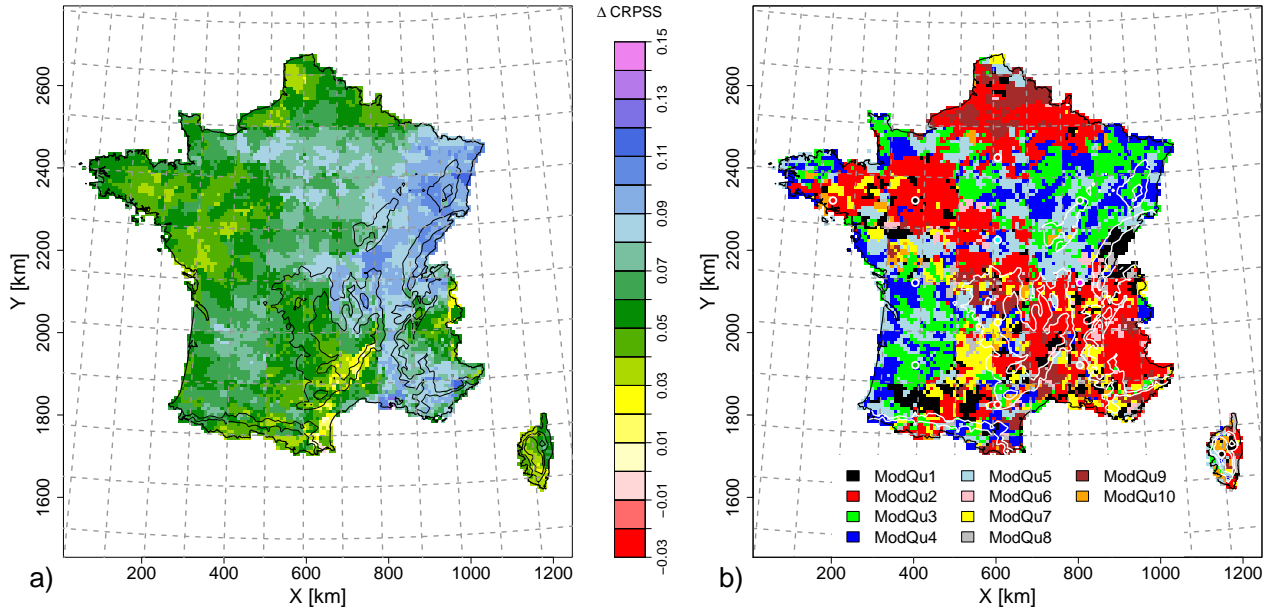 Δ CRPSS
0.15
0.13
0.11
0.09
0.07
0.05
0.03
0.01
−0.01
−0.03
2600
2400
2200
2000
1800
1600
Y [km]
200 400 600 800 1000 1200
X [km]
a)
2600
2400
2200
2000
1800
1600
Y [km]
ModQu1 ModQu5 ModQu9
ModQu2 ModQu6 ModQu10
ModQu3 ModQu7
ModQu4 ModQu8
200 400 600 800 1000 1200
X [km]
b)